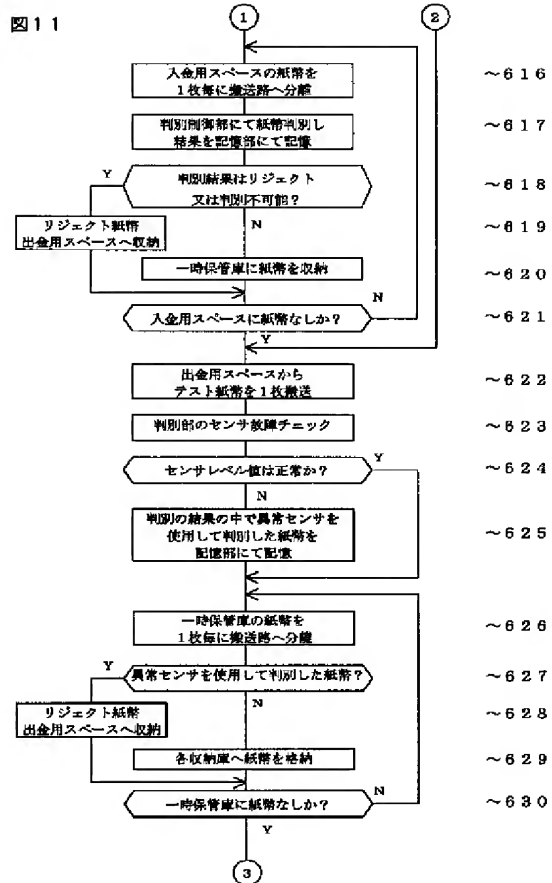 図11
1
2
入金用スペースの紙幣を
1枚毎に搬送路へ分離
~616
判別制御部にて紙幣判別し
結果を記憶部にて記憶
~617
Y
判別結果はリジェクト
又は判別不可能?
~618
N
リジェクト紙幣
出金用スペースへ収納
~619
一時保管庫に紙幣を収納
~620
N
入金用スペースに紙幣なしか?
~621
Y
出金用スペースから
テスト紙幣を1枚搬送
~622
判別部のセンサ故障チェック
~623
センサレベル値は正常か?
Y
~624
N
判別の結果の中で異常センサを
使用して判別した紙幣を
記憶部にて記憶
~625
一時保管庫の紙幣を
1枚毎に搬送路へ分離
~626
Y
異常センサを使用して判別した紙幣?
~627
N
リジェクト紙幣
出金用スペースへ収納
~628
各収納庫へ紙幣を格納
~629
N
一時保管庫に紙幣なしか?
~630
Y
3